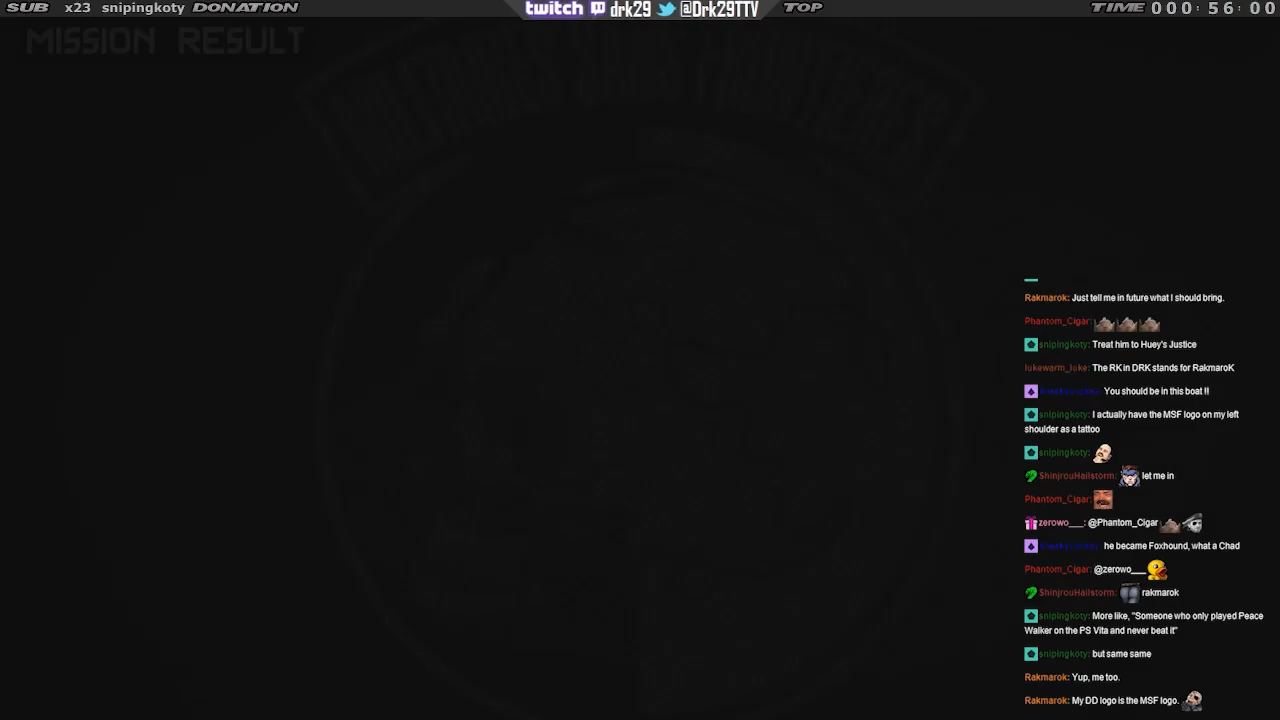 SUB x23 snipingkoty DONATION
twitch drk29 @Drk29TTV TOP
TIME 000:56:00
MISSION RESULT
MILITAIRES SANS FRONTIERES
Rakmarok: Just tell me in future what I should bring.
Phantom_Cigar:
snipingkoty: Treat him to Huey's Justice
lukewarm_luke: The RK in DRK stands for RakmaroK
You should be in this boat !!
snipingkoty: I actually have the MSF logo on my left
shoulder as a tattoo
snipingkoty:
ShinjrouHailstorm: let me in
Phantom_Cigar:
zerowo___: @Phantom_Cigar
he became Foxhound, what a Chad
Phantom_Cigar: @zerowo___
ShinjrouHailstorm: rakmarok
snipingkoty: More like, "Someone who only played Peace
Walker on the PS Vita and never beat it"
snipingkoty: but same same
Rakmarok: Yup, me too.
Rakmarok: My DD logo is the MSF logo.